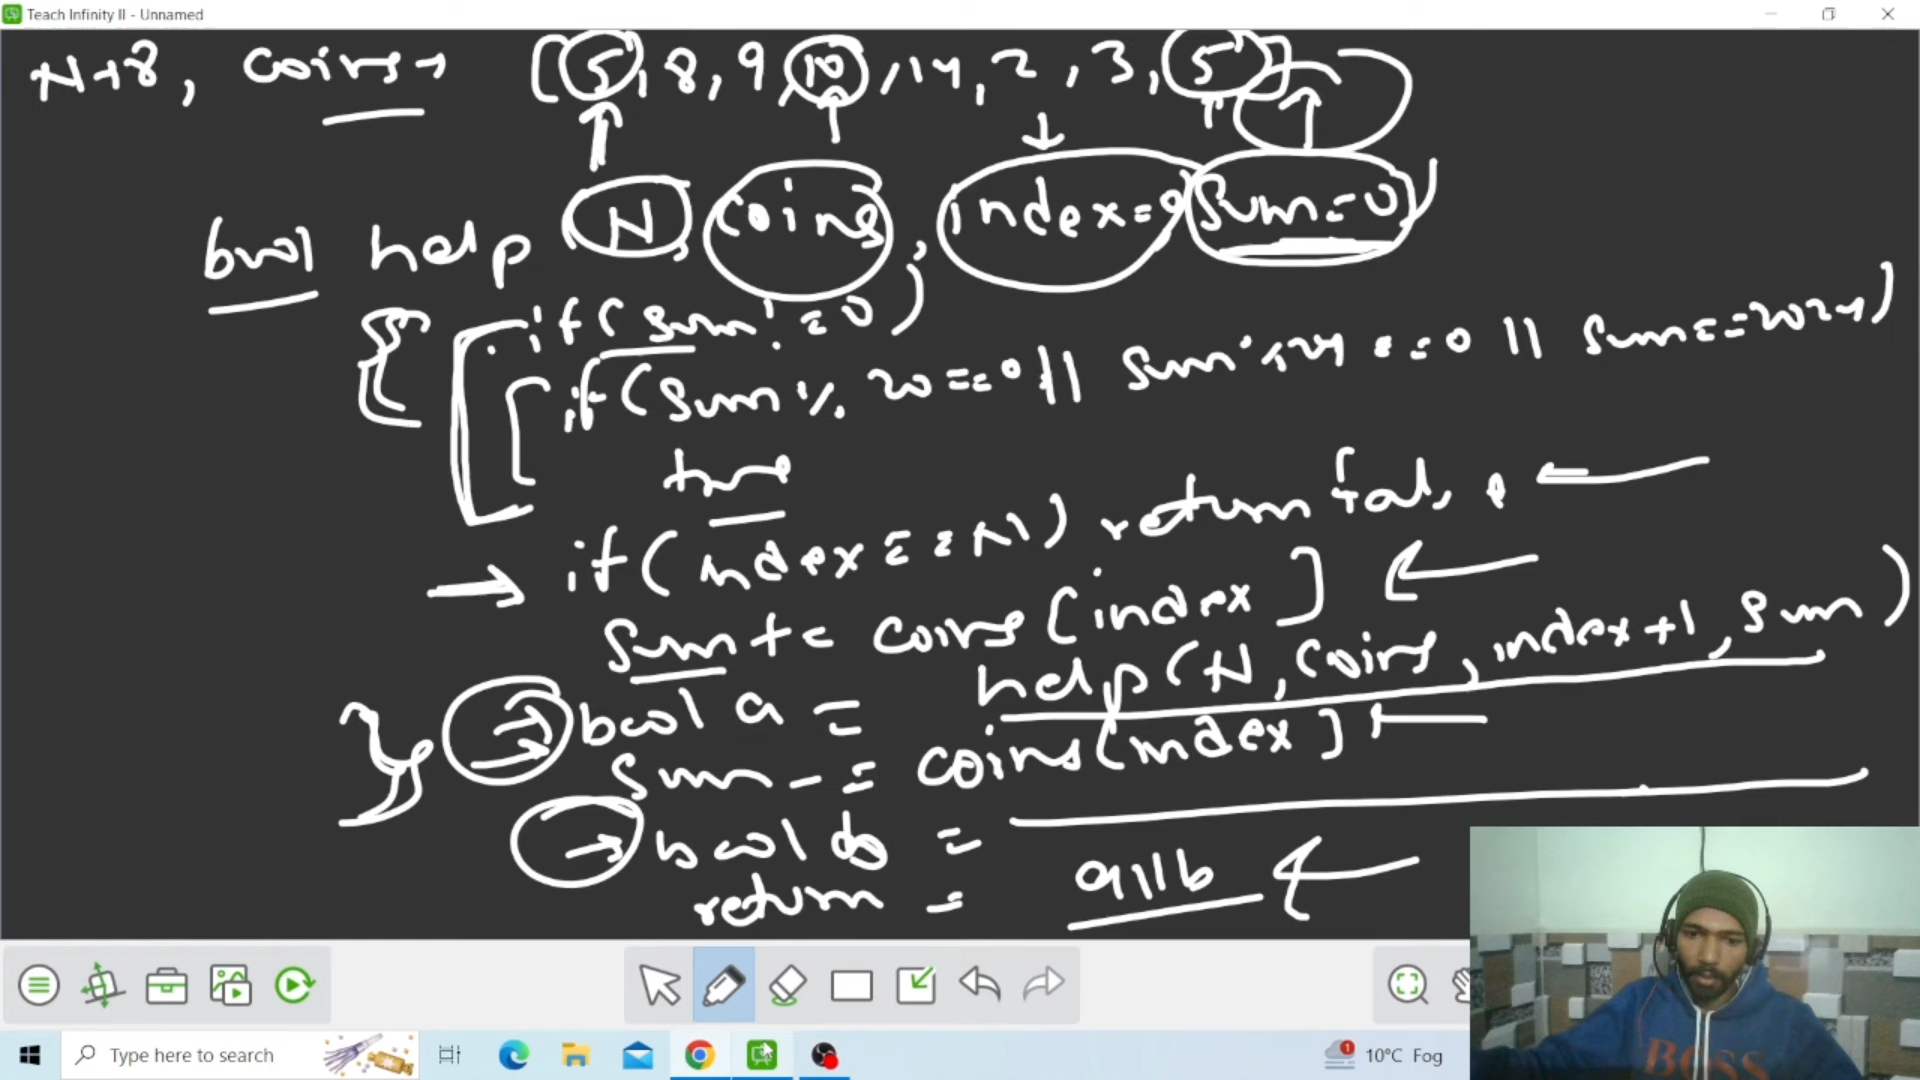 Teach Infinity II - Unnamed
N→8, coins→ [5, 8, 9, 10, 14, 2, 3, 5]
bool help (N, coins, index=0, sum=0)
{ if(sum!=0)
if(sum % 20==0 || sum%24==0 || sum==2024)
true
→ if(index==N) return
sum+= coins[index]
→ bool a = help(N, coins, index+1, sum)
sum-= coins[index]
→ bool b =
return = a||b
}
Type here to search
1
10°C Fog
BOSS